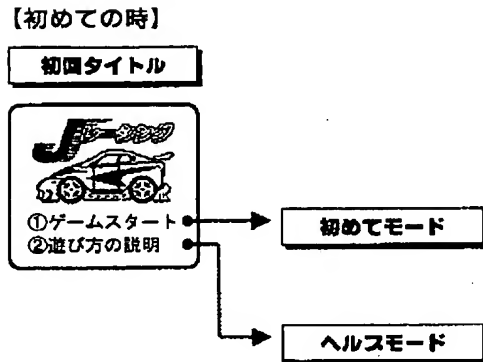 【初めての時】
初回タイトル
①ゲームスタート
②遊び方の説明
初めてモード
ヘルスモード